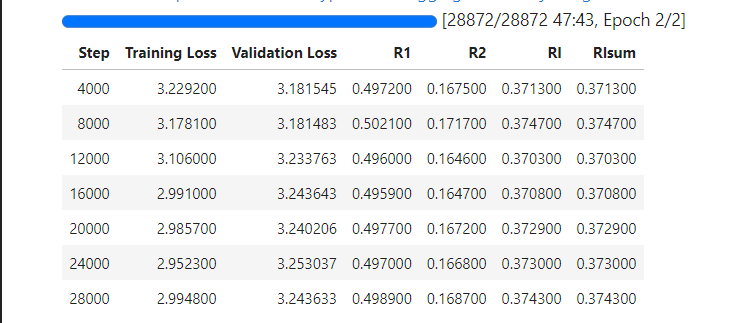 [28872/28872 47:43, Epoch 2/2]
Step Training Loss Validation Loss R1 R2 Rl Rlsum
4000 3.229200 3.181545 0.497200 0.167500 0.371300 0.371300
8000 3.178100 3.181483 0.502100 0.171700 0.374700 0.374700
12000 3.106000 3.233763 0.496000 0.164600 0.370300 0.370300
16000 2.991000 3.243643 0.495900 0.164700 0.370800 0.370800
20000 2.985700 3.240206 0.497700 0.167200 0.372900 0.372900
24000 2.952300 3.253037 0.497000 0.166800 0.373000 0.373000
28000 2.994800 3.243633 0.498900 0.168700 0.374300 0.374300